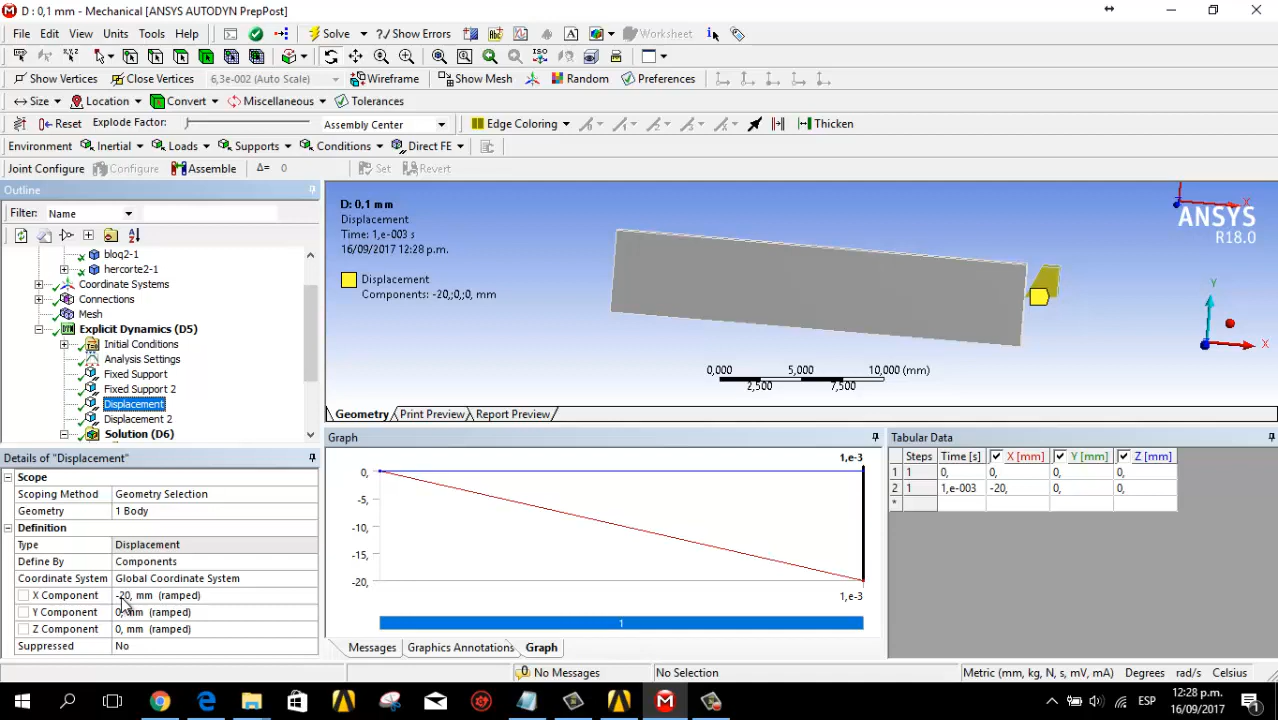 D : 0,1 mm - Mechanical [ANSYS AUTODYN PrepPost]
File Edit View Units Tools Help Solve ?/ Show Errors Worksheet
Show Vertices Close Vertices 6,3e-002 (Auto Scale) Wireframe Show Mesh Random Preferences
Size Location Convert Miscellaneous Tolerances
Reset Explode Factor: Assembly Center Edge Coloring Thicken
Environment Inertial Loads Supports Conditions Direct FE
Joint Configure Configure Assemble Δ= 0 Set Revert
Outline
Filter: Name
bloq2-1
hercorte2-1
Coordinate Systems
Connections
Mesh
Explicit Dynamics (D5)
Initial Conditions
Analysis Settings
Fixed Support
Fixed Support 2
Displacement
Displacement 2
Solution (D6)
D: 0,1 mm
Displacement
Time: 1,e-003 s
16/09/2017 12:28 p.m.
Displacement
Components: -20,;0,;0, mm
ANSYS
R18.0
X
Y
X
0,000 5,000 10,000 (mm)
2,500 7,500
Geometry Print Preview Report Preview
Details of "Displacement"
Scope
Scoping Method Geometry Selection
Geometry 1 Body
Definition
Type Displacement
Define By Components
Coordinate System Global Coordinate System
X Component -20, mm (ramped)
Y Component 0, mm (ramped)
Z Component 0, mm (ramped)
Suppressed No
Graph
1,e-3
0,
-5,
-10,
-15,
-20,
1,e-3
1
Messages Graphics Annotations Graph
Tabular Data
Steps Time [s] X [mm] Y [mm] Z [mm]
1 1 0, 0, 0, 0,
2 1 1,e-003 -20, 0, 0,
*
0 No Messages No Selection Metric (mm, kg, N, s, mV, mA) Degrees rad/s Celsius
ESP
12:28 p.m.
16/09/2017
1